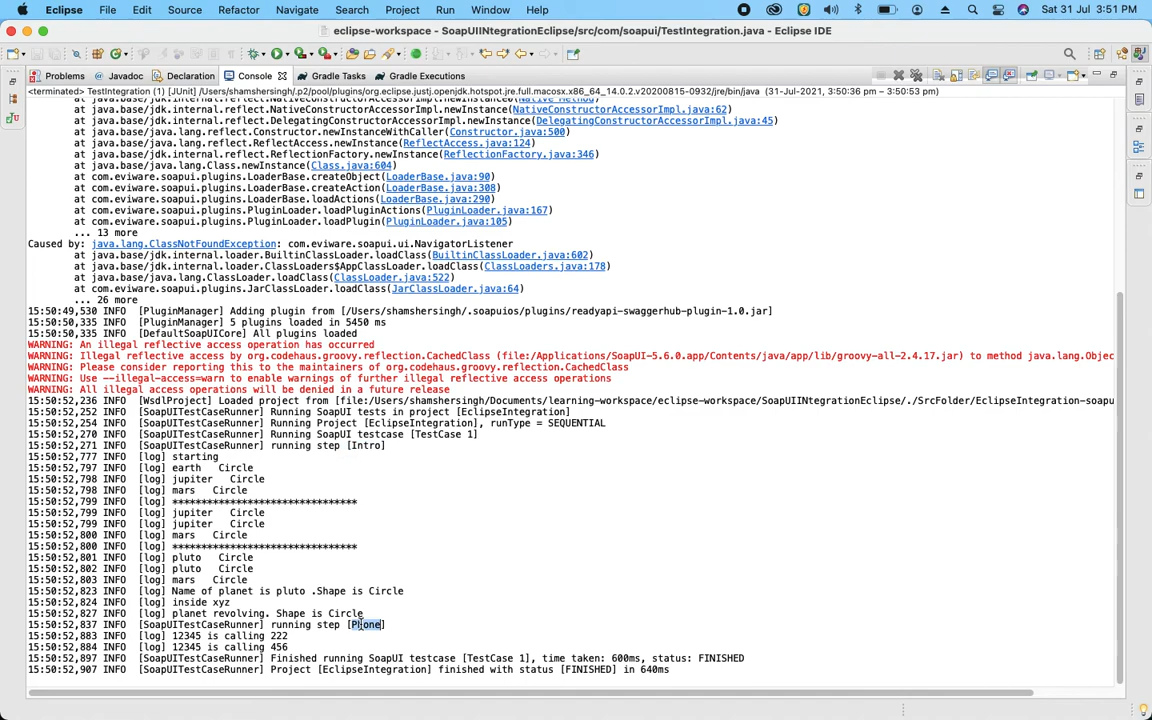 Eclipse File Edit Source Refactor Navigate Search Project Run Window Help Sat 31 Jul 3:51 PM
eclipse-workspace - SoapUIINtegrationEclipse/src/com/soapui/TestIntegration.java - Eclipse IDE
Problems Javadoc Declaration Console Gradle Tasks Gradle Executions
<terminated> TestIntegration (1) [JUnit] /Users/shamshersingh/.p2/pool/plugins/org.eclipse.justj.openjdk.hotspot.jre.full.macosx.x86_64_14.0.2.v20200815-0932/jre/bin/java (31-Jul-2021, 3:50:36 pm – 3:50:53 pm)
at java.base/jdk.internal.reflect.NativeConstructorAccessorImpl.newInstance0(Native Method)
at java.base/jdk.internal.reflect.NativeConstructorAccessorImpl.newInstance(NativeConstructorAccessorImpl.java:62)
at java.base/jdk.internal.reflect.DelegatingConstructorAccessorImpl.newInstance(DelegatingConstructorAccessorImpl.java:45)
at java.base/java.lang.reflect.Constructor.newInstanceWithCaller(Constructor.java:500)
at java.base/java.lang.reflect.ReflectAccess.newInstance(ReflectAccess.java:124)
at java.base/jdk.internal.reflect.ReflectionFactory.newInstance(ReflectionFactory.java:346)
at java.base/java.lang.Class.newInstance(Class.java:604)
at com.eviware.soapui.plugins.LoaderBase.createObject(LoaderBase.java:90)
at com.eviware.soapui.plugins.LoaderBase.createAction(LoaderBase.java:308)
at com.eviware.soapui.plugins.LoaderBase.loadActions(LoaderBase.java:290)
at com.eviware.soapui.plugins.PluginLoader.loadPluginActions(PluginLoader.java:167)
at com.eviware.soapui.plugins.PluginLoader.loadPlugin(PluginLoader.java:105)
... 13 more
Caused by: java.lang.ClassNotFoundException: com.eviware.soapui.ui.NavigatorListener
at java.base/jdk.internal.loader.BuiltinClassLoader.loadClass(BuiltinClassLoader.java:602)
at java.base/jdk.internal.loader.ClassLoaders$AppClassLoader.loadClass(ClassLoaders.java:178)
at java.base/java.lang.ClassLoader.loadClass(ClassLoader.java:522)
at com.eviware.soapui.plugins.JarClassLoader.loadClass(JarClassLoader.java:64)
... 26 more
15:50:49,530 INFO [PluginManager] Adding plugin from [/Users/shamshersingh/.soapuios/plugins/readyapi-swaggerhub-plugin-1.0.jar]
15:50:50,335 INFO [PluginManager] 5 plugins loaded in 5450 ms
15:50:50,335 INFO [DefaultSoapUICore] All plugins loaded
WARNING: An illegal reflective access operation has occurred
WARNING: Illegal reflective access by org.codehaus.groovy.reflection.CachedClass (file:/Applications/SoapUI-5.6.0.app/Contents/java/app/lib/groovy-all-2.4.17.jar) to method java.lang.Objec
WARNING: Please consider reporting this to the maintainers of org.codehaus.groovy.reflection.CachedClass
WARNING: Use --illegal-access=warn to enable warnings of further illegal reflective access operations
WARNING: All illegal access operations will be denied in a future release
15:50:52,236 INFO [WsdlProject] Loaded project from [file:/Users/shamshersingh/Documents/learning-workspace/eclipse-workspace/SoapUIINtegrationEclipse/./SrcFolder/EclipseIntegration-soapu
15:50:52,252 INFO [SoapUITestCaseRunner] Running SoapUI tests in project [EclipseIntegration]
15:50:52,254 INFO [SoapUITestCaseRunner] Running Project [EclipseIntegration], runType = SEQUENTIAL
15:50:52,270 INFO [SoapUITestCaseRunner] Running SoapUI testcase [TestCase 1]
15:50:52,271 INFO [SoapUITestCaseRunner] running step [Intro]
15:50:52,777 INFO [log] starting
15:50:52,797 INFO [log] earth Circle
15:50:52,798 INFO [log] jupiter Circle
15:50:52,798 INFO [log] mars Circle
15:50:52,799 INFO [log] ********************************
15:50:52,799 INFO [log] jupiter Circle
15:50:52,799 INFO [log] jupiter Circle
15:50:52,800 INFO [log] mars Circle
15:50:52,800 INFO [log] ********************************
15:50:52,801 INFO [log] pluto Circle
15:50:52,802 INFO [log] pluto Circle
15:50:52,803 INFO [log] mars Circle
15:50:52,823 INFO [log] Name of planet is pluto .Shape is Circle
15:50:52,824 INFO [log] inside xyz
15:50:52,827 INFO [log] planet revolving. Shape is Circle
15:50:52,837 INFO [SoapUITestCaseRunner] running step [Phone]
15:50:52,883 INFO [log] 12345 is calling 222
15:50:52,884 INFO [log] 12345 is calling 456
15:50:52,897 INFO [SoapUITestCaseRunner] Finished running SoapUI testcase [TestCase 1], time taken: 600ms, status: FINISHED
15:50:52,907 INFO [SoapUITestCaseRunner] Project [EclipseIntegration] finished with status [FINISHED] in 640ms